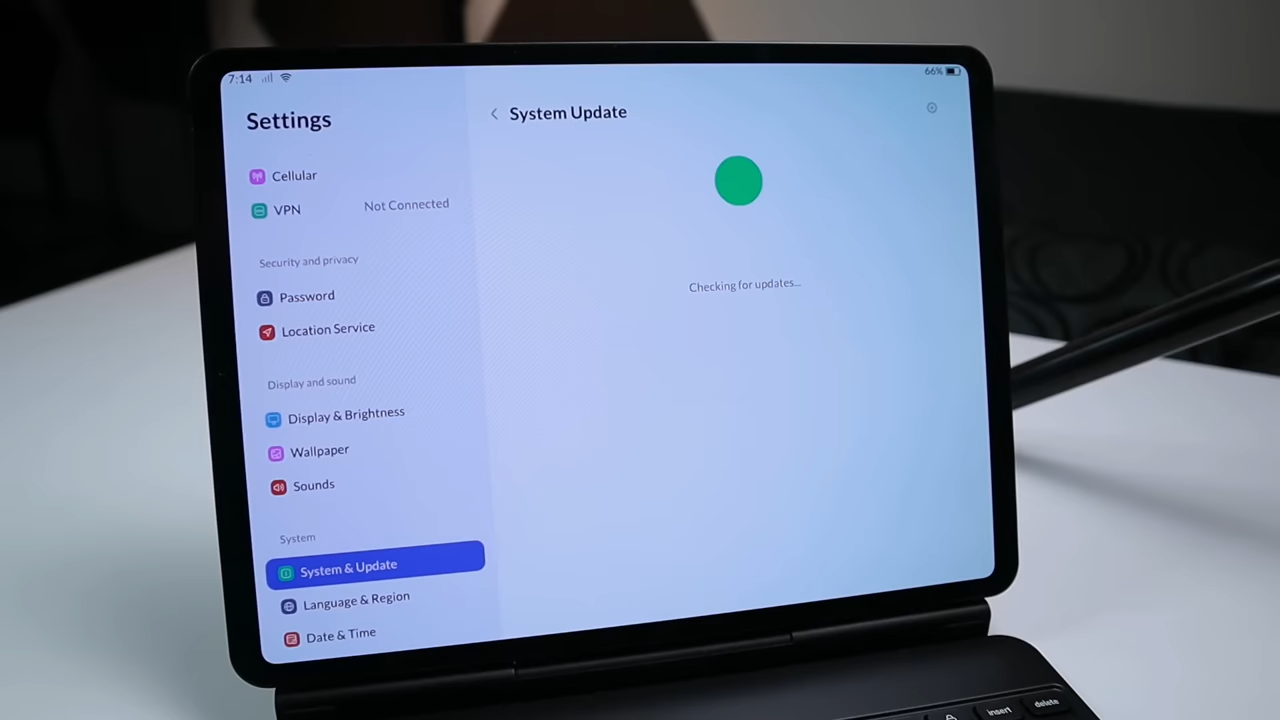 7:14
66%
Settings
System Update
Cellular
VPN Not Connected
Security and privacy
Password
Location Service
Display and sound
Display & Brightness
Wallpaper
Sounds
System
System & Update
Language & Region
Date & Time
Checking for updates...
insert delete